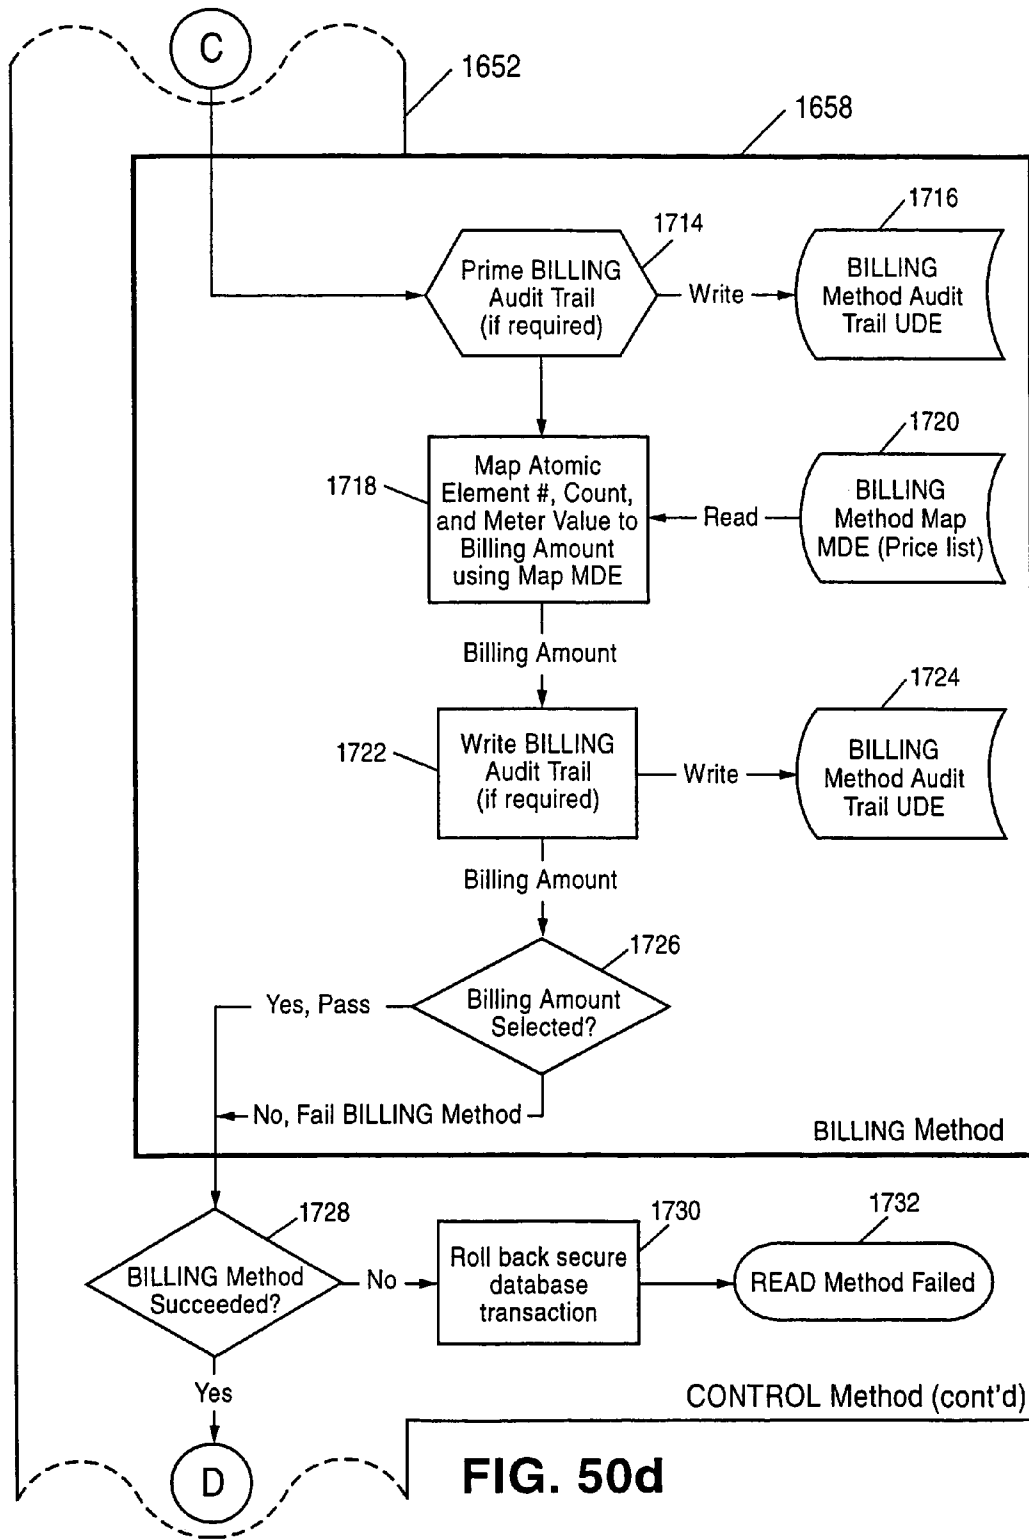 C
1652
1658
1714
Prime BILLING
Audit Trail
(if required)
Write
1716
BILLING
Method Audit
Trail UDE
1718
Map Atomic
Element #, Count,
and Meter Value to
Billing Amount
using Map MDE
Read
1720
BILLING
Method Map
MDE (Price list)
Billing Amount
1722
Write BILLING
Audit Trail
(if required)
Write
1724
BILLING
Method Audit
Trail UDE
Billing Amount
1726
Billing Amount
Selected?
Yes, Pass
No, Fail BILLING Method
BILLING Method
1728
BILLING Method
Succeeded?
No
1730
Roll back secure
database
transaction
1732
READ Method Failed
Yes
CONTROL Method (cont'd)
D
FIG. 50d